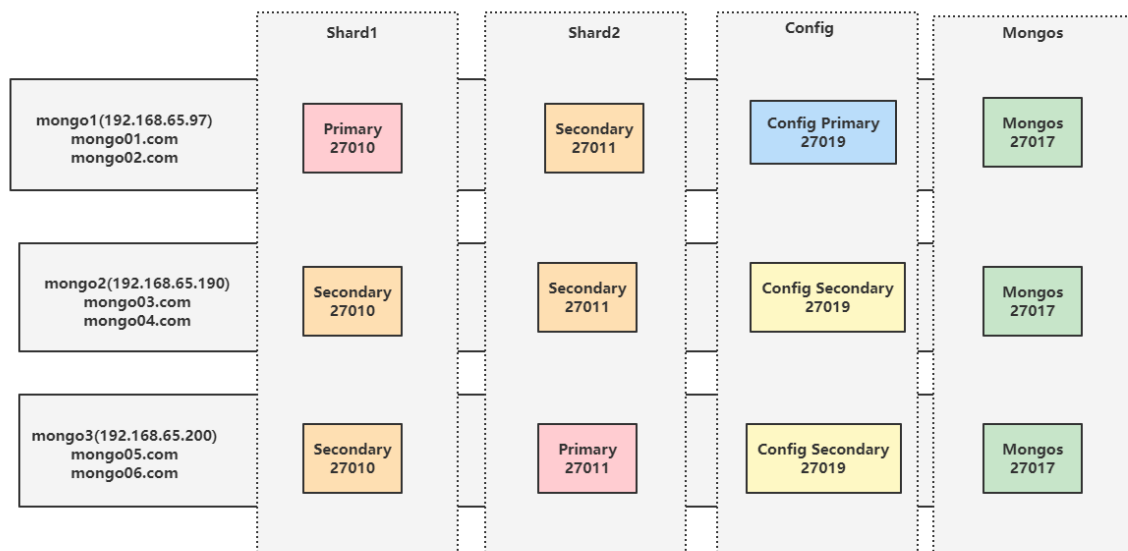 Shard1
Shard2
Config
Mongos
mongo1(192.168.65.97)
mongo01.com
mongo02.com
Primary
27010
Secondary
27011
Config Primary
27019
Mongos
27017
mongo2(192.168.65.190)
mongo03.com
mongo04.com
Secondary
27010
Secondary
27011
Config Secondary
27019
Mongos
27017
mongo3(192.168.65.200)
mongo05.com
mongo06.com
Secondary
27010
Primary
27011
Config Secondary
27019
Mongos
27017